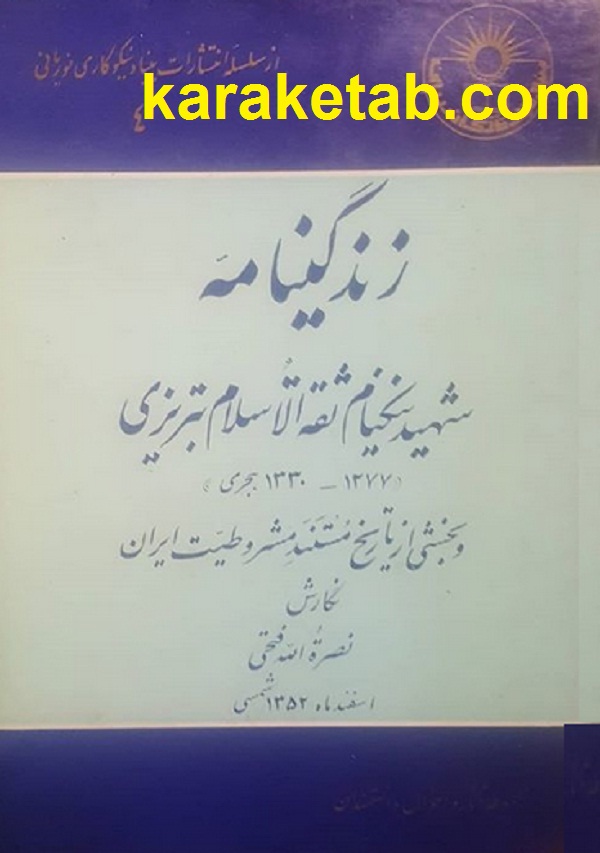 از سلسله انتشارات بنیاد نیکوکاری نوریانی
karaketab.com
٤
زندگینامه
شهید نیکنام ثقة الاسلام تبریزی
«۱۲۷۷ - ۱۳۳۰ هجری»
و بخشی از تاریخ مستند مشروطیت ایران
نگارش
نصرة الله فتحی
اسفند ماه ۱۳۵۲ شمسی